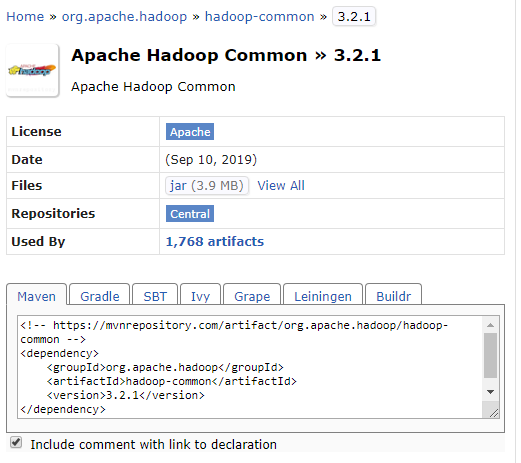 Home » org.apache.hadoop » hadoop-common » 3.2.1
hadoop
Apache Hadoop Common » 3.2.1
Apache Hadoop Common
License Apache
Date (Sep 10, 2019)
Files jar (3.9 MB) View All
Repositories Central
Used By 1,768 artifacts
Maven Gradle SBT Ivy Grape Leiningen Buildr
<!-- https://mvnrepository.com/artifact/org.apache.hadoop/hadoop-
common -->
<dependency>
    <groupId>org.apache.hadoop</groupId>
    <artifactId>hadoop-common</artifactId>
    <version>3.2.1</version>
</dependency>
Include comment with link to declaration